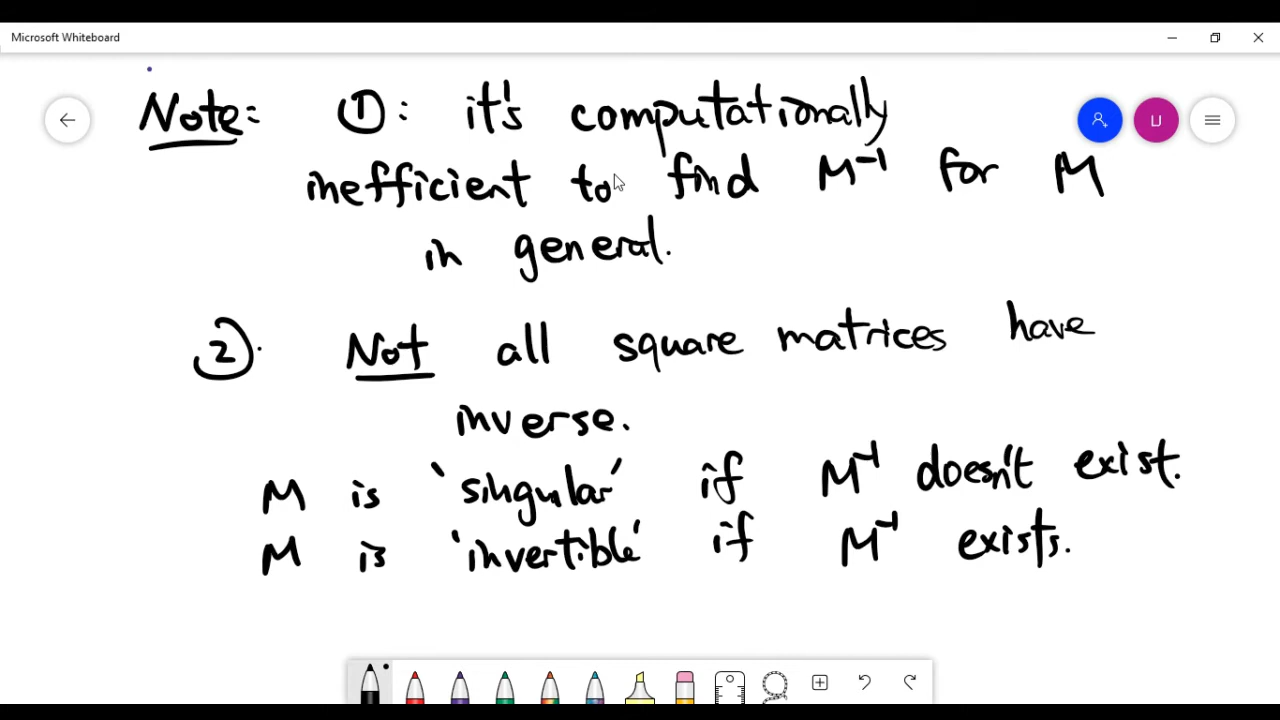 Microsoft Whiteboard
Note: ①: it's computationally
inefficient to find M⁻¹ for M
in general.
②. Not all square matrices have
inverse.
M is 'singular' if M⁻¹ doesn't exist.
M is 'invertible' if M⁻¹ exists.
LJ